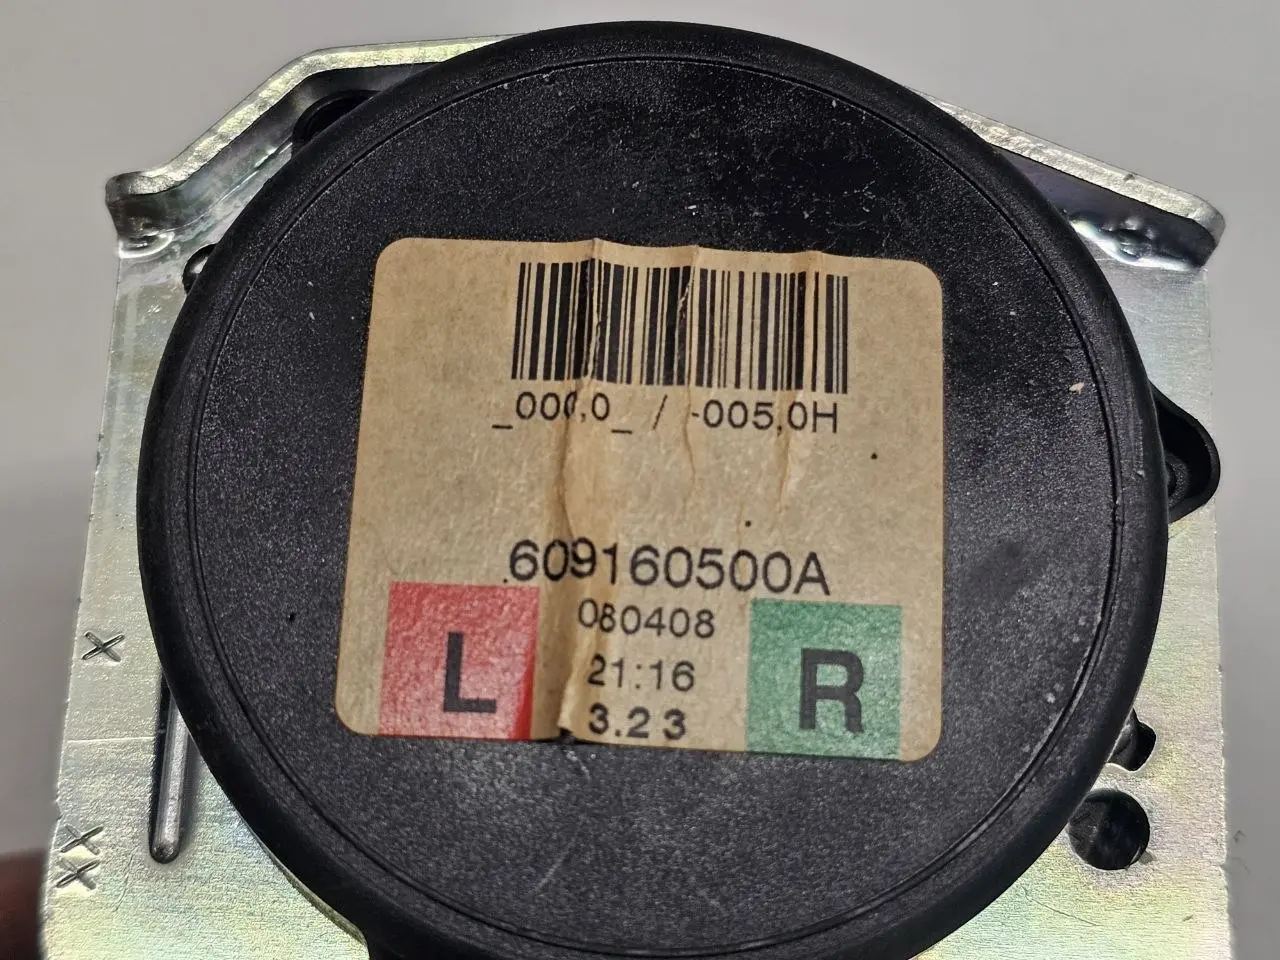 _000,0_ / -005,0H
609160500A
080408
L
21:16
R
3.23